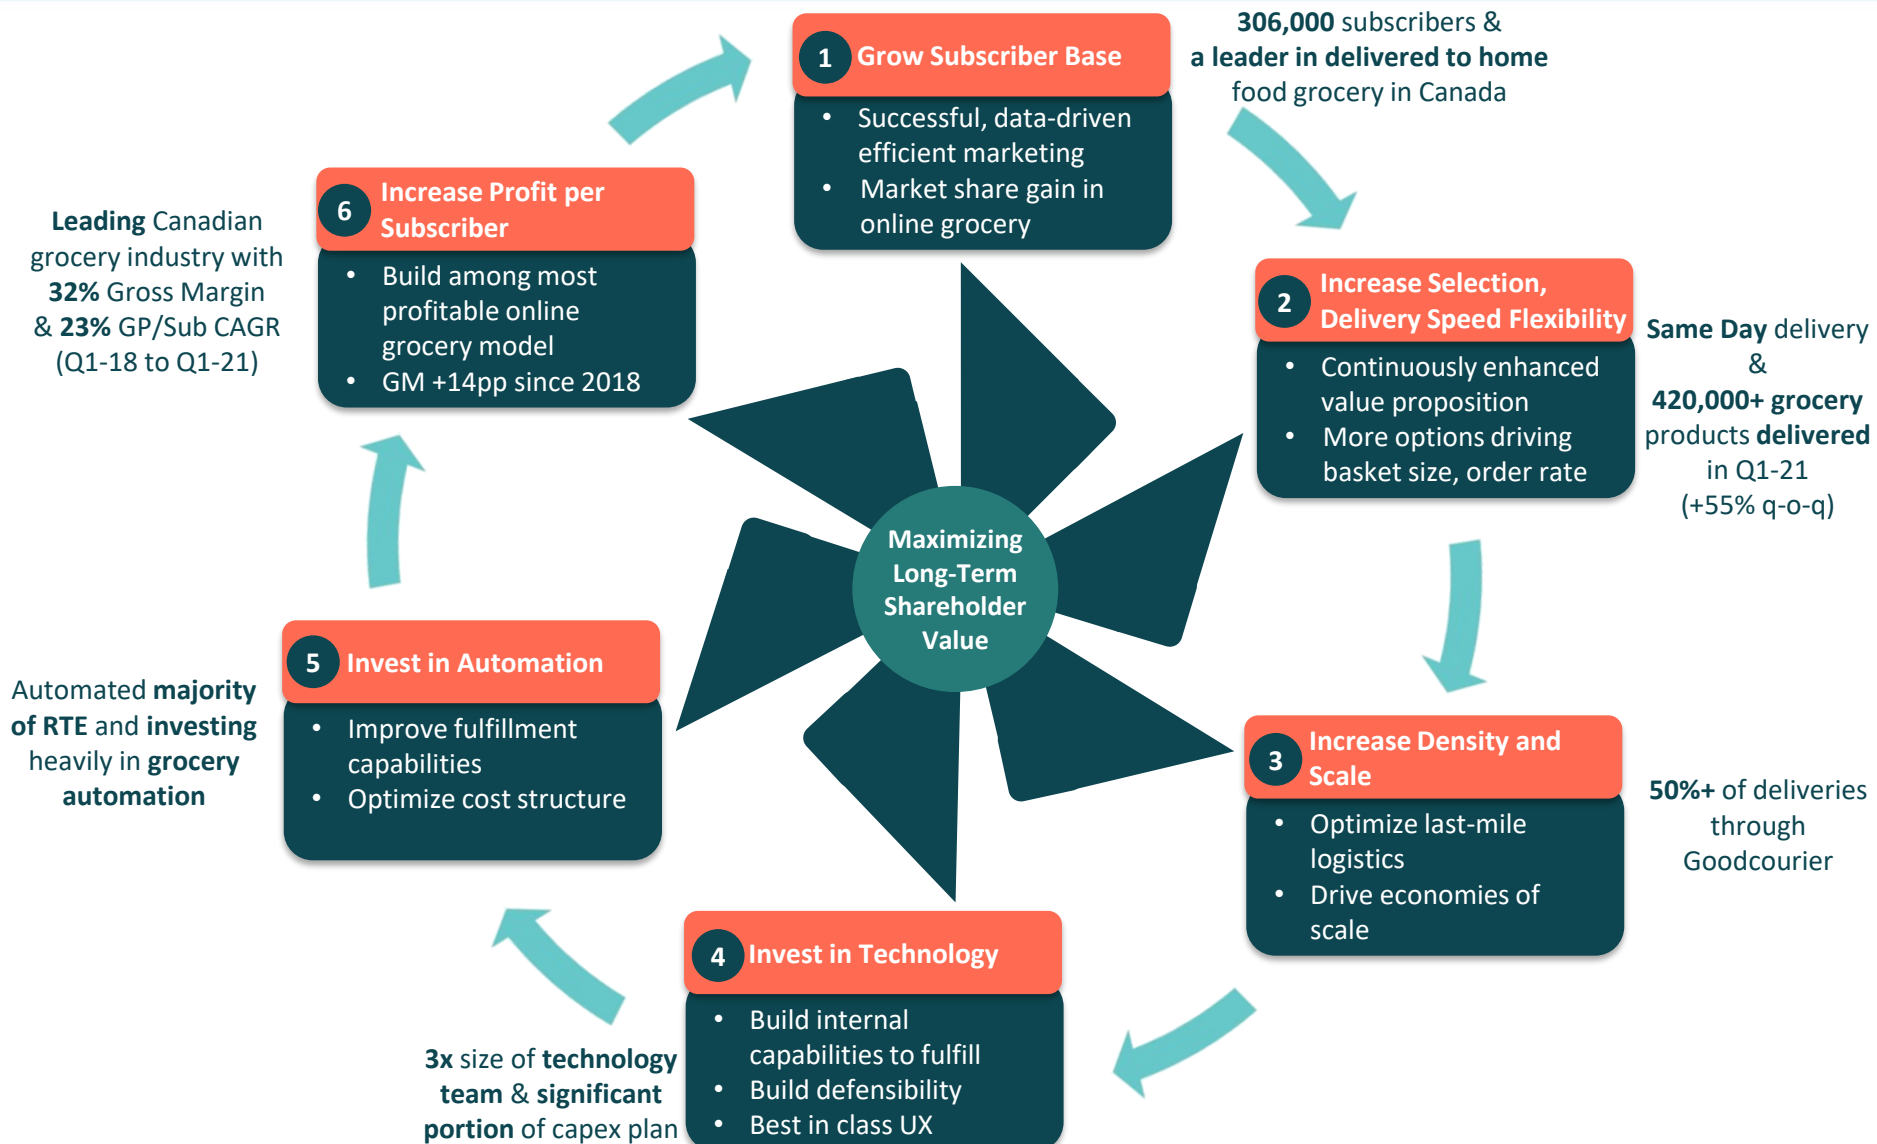 1 Grow Subscriber Base
• Successful, data-driven
efficient marketing
• Market share gain in
online grocery
306,000 subscribers &
a leader in delivered to home
food grocery in Canada
2 Increase Selection,
Delivery Speed Flexibility
• Continuously enhanced
value proposition
• More options driving
basket size, order rate
Same Day delivery
&
420,000+ grocery
products delivered
in Q1-21
(+55% q-o-q)
3 Increase Density and
Scale
• Optimize last-mile
logistics
• Drive economies of
scale
50%+ of deliveries
through
Goodcourier
4 Invest in Technology
• Build internal
capabilities to fulfill
• Build defensibility
• Best in class UX
3x size of technology
team & significant
portion of capex plan
5 Invest in Automation
• Improve fulfillment
capabilities
• Optimize cost structure
Automated majority
of RTE and investing
heavily in grocery
automation
6 Increase Profit per
Subscriber
• Build among most
profitable online
grocery model
• GM +14pp since 2018
Leading Canadian
grocery industry with
32% Gross Margin
& 23% GP/Sub CAGR
(Q1-18 to Q1-21)
Maximizing
Long-Term
Shareholder
Value